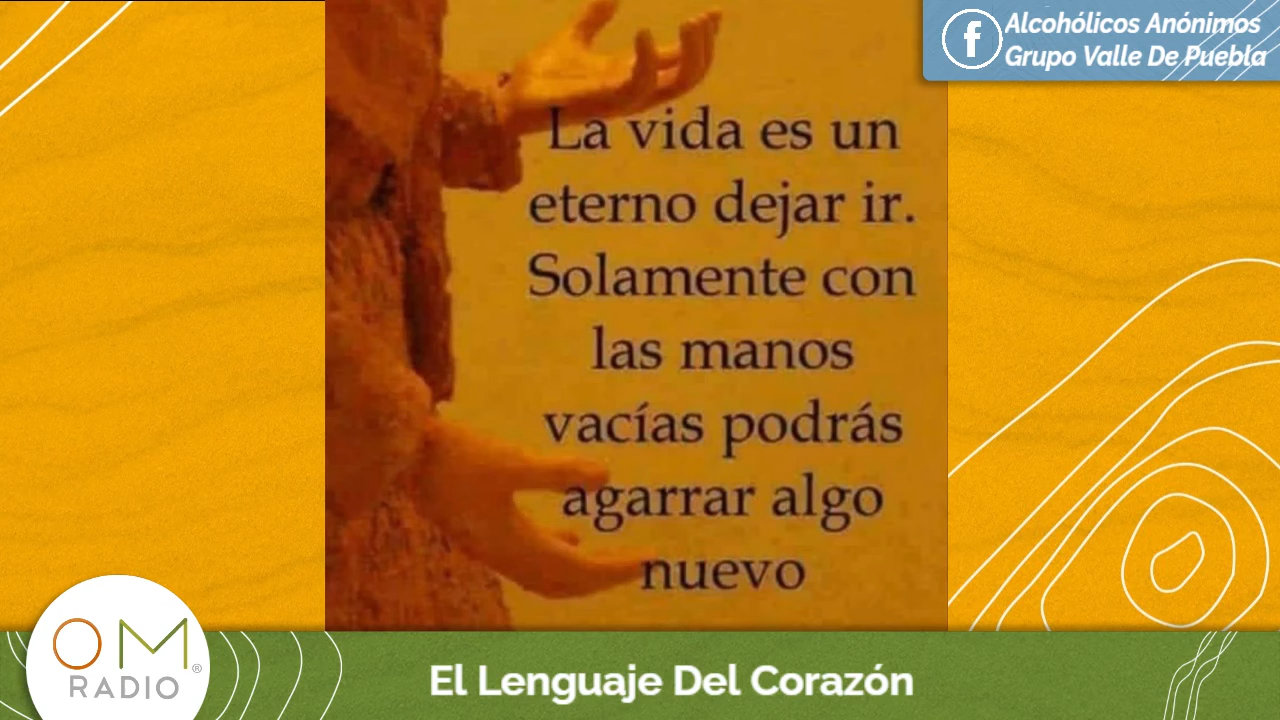 f Alcohólicos Anónimos
Grupo Valle De Puebla
La vida es un
eterno dejar ir.
Solamente con
las manos
vacías podrás
agarrar algo
nuevo
OM®
RADIO
El Lenguaje Del Corazón